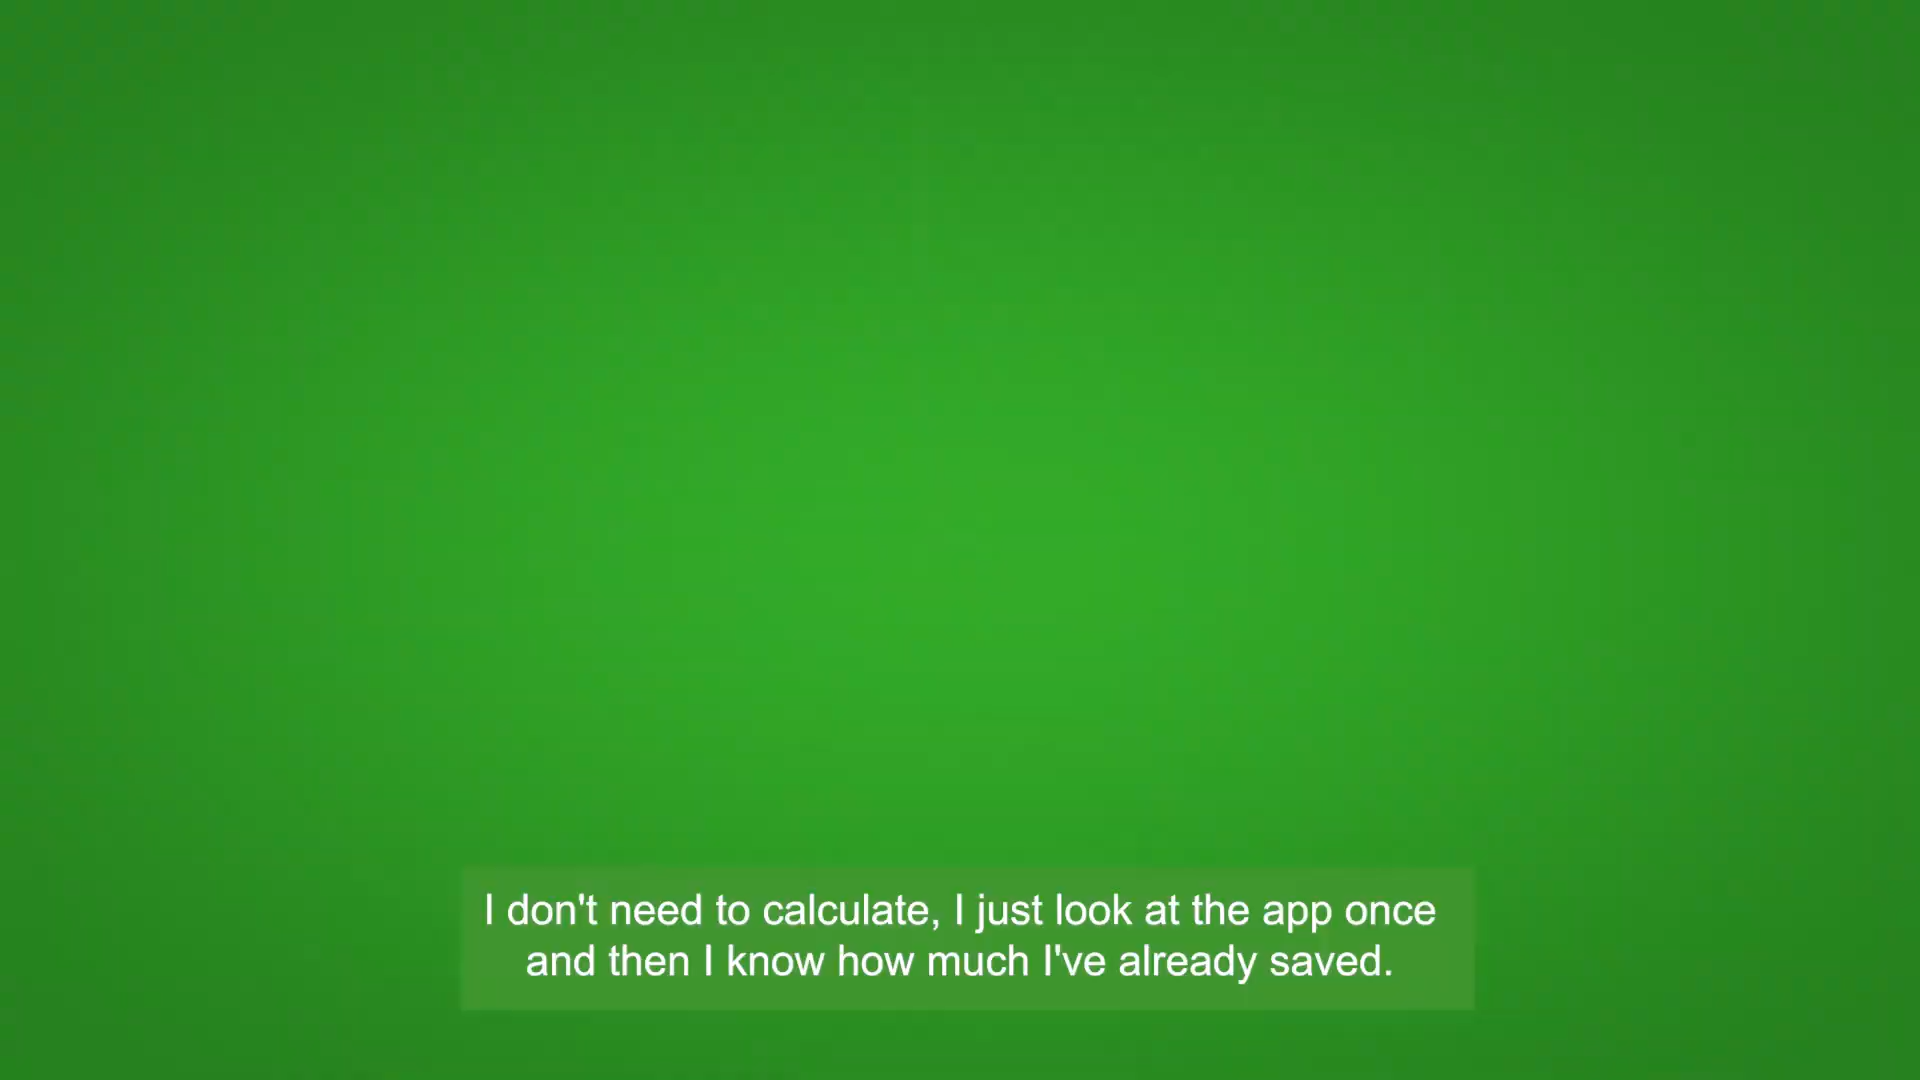 I don't need to calculate, I just look at the app once
and then I know how much I've already saved.